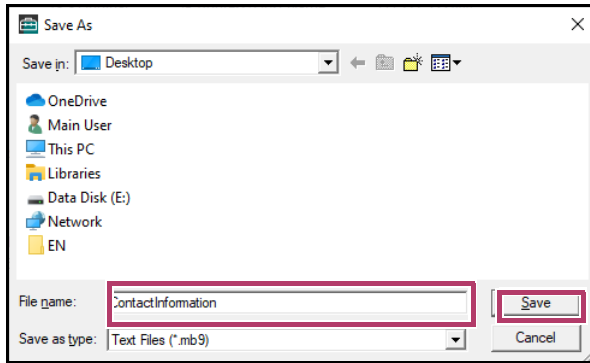 Save As
Save in: Desktop
OneDrive
Main User
This PC
Libraries
Data Disk (E:)
Network
EN
File name: ContactInformation Save
Save as type: Text Files (*.mb9) Cancel